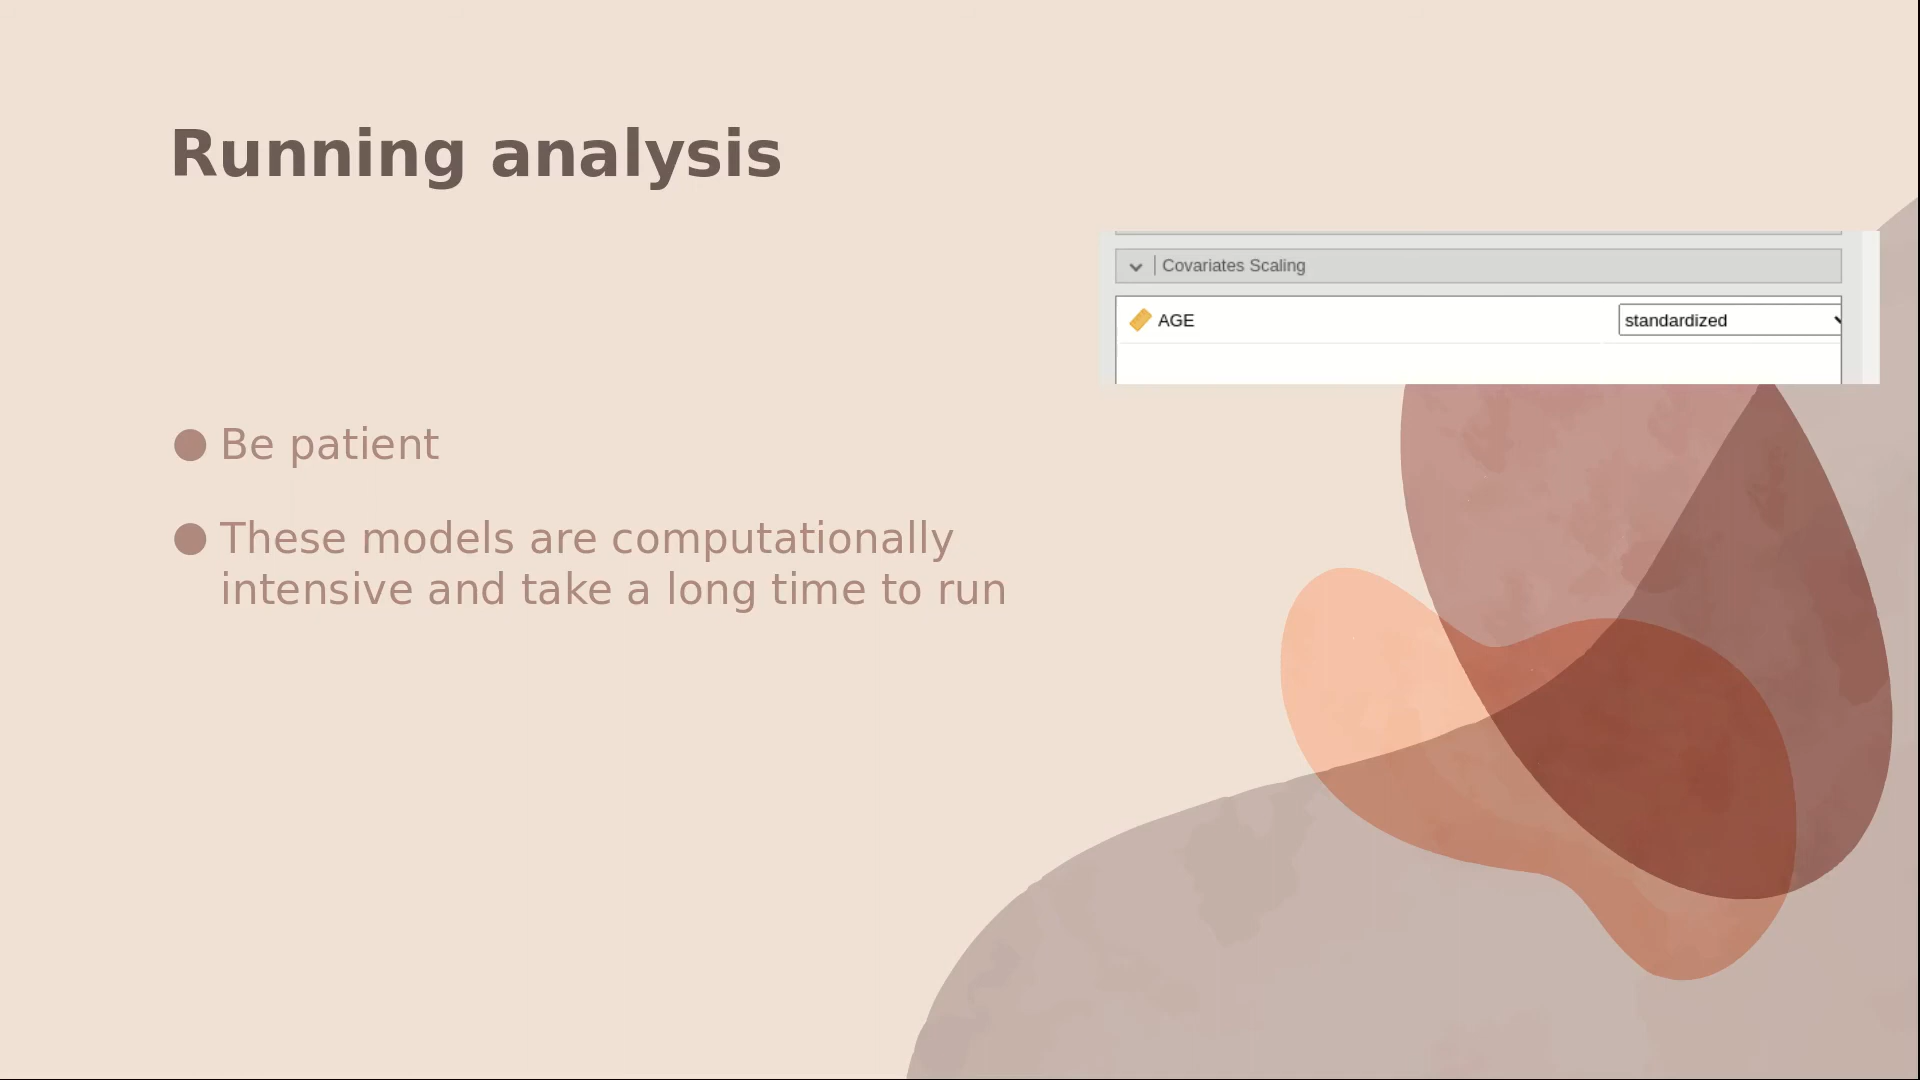 Running analysis
Covariates Scaling
AGE standardized
Be patient
These models are computationally
intensive and take a long time to run